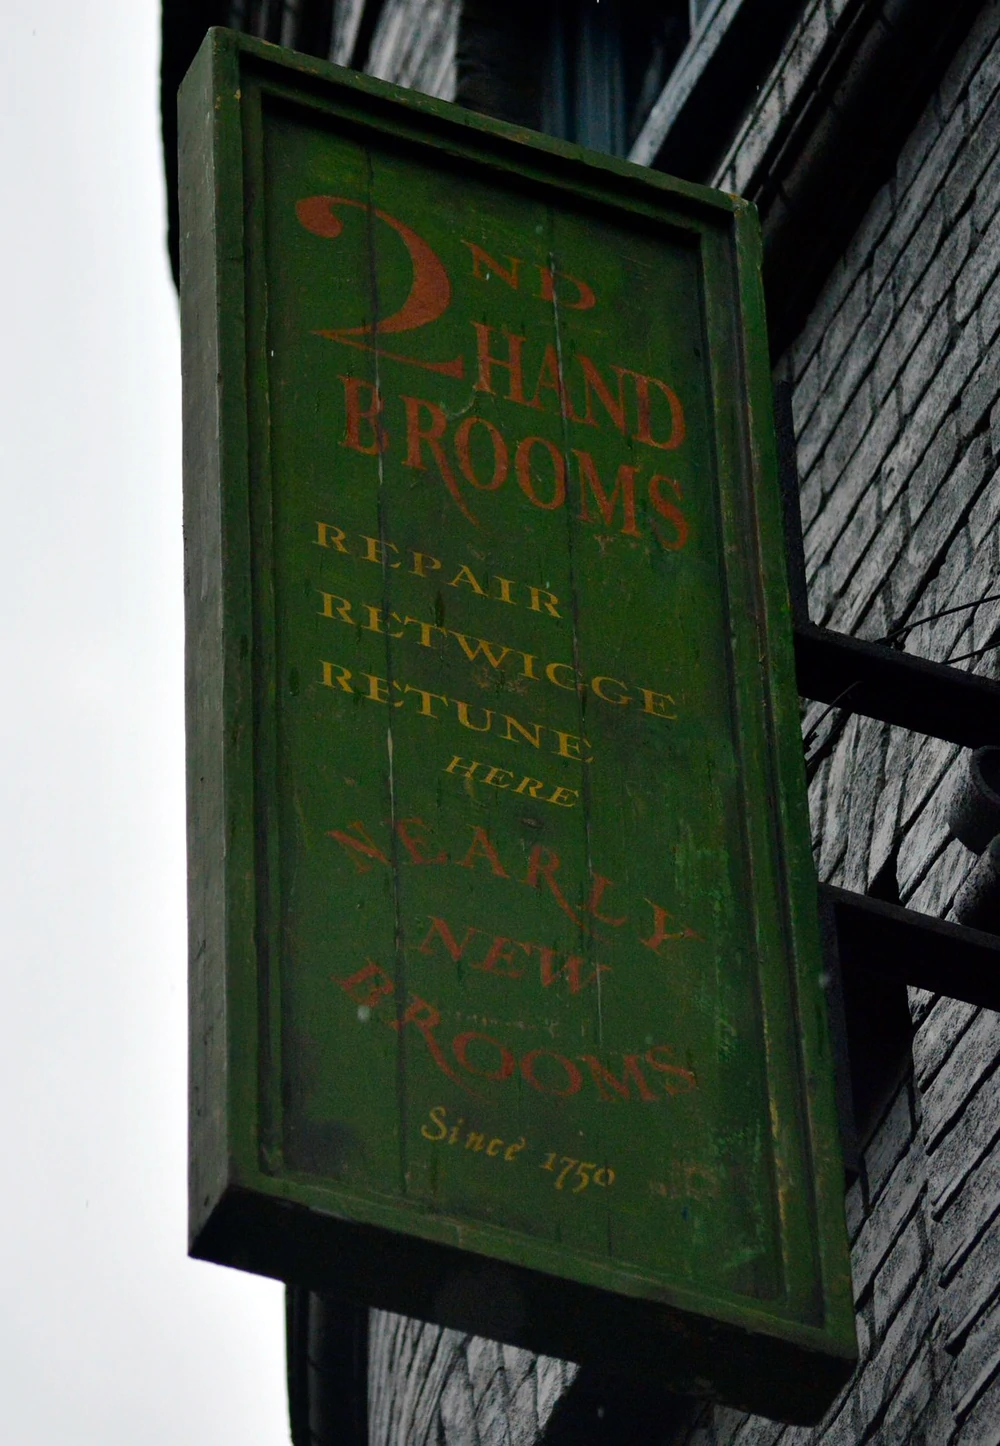 2ND
HAND
BROOMS
REPAIR
RETWIGGE
RETUNE
HERE
NEARLY
NEW
BROOMS
Since 1750